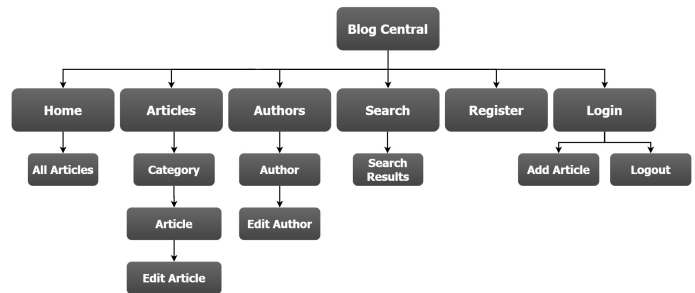 Blog Central
Home
Articles
Authors
Search
Register
Login
All Articles
Category
Author
Search
Results
Add Article
Logout
Article
Edit Author
Edit Article